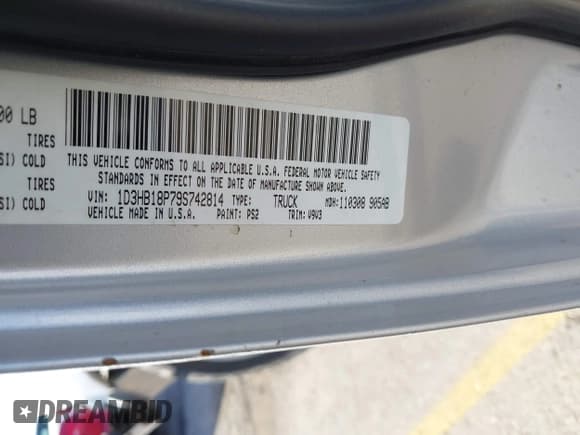 00 LB
TIRES
SI) COLD
TIRES
SI) COLD
THIS VEHICLE CONFORMS TO ALL APPLICABLE U.S.A. FEDERAL MOTOR VEHICLE SAFETY
STANDARDS IN EFFECT ON THE DATE OF MANUFACTURE SHOWN ABOVE.
VIN: 1D3HB18P79S742814 TYPE: TRUCK MDH: 110308 905AB
VEHICLE MADE IN U.S.A. PAINT: PS2 TRIM: V9V3
DREAMBID